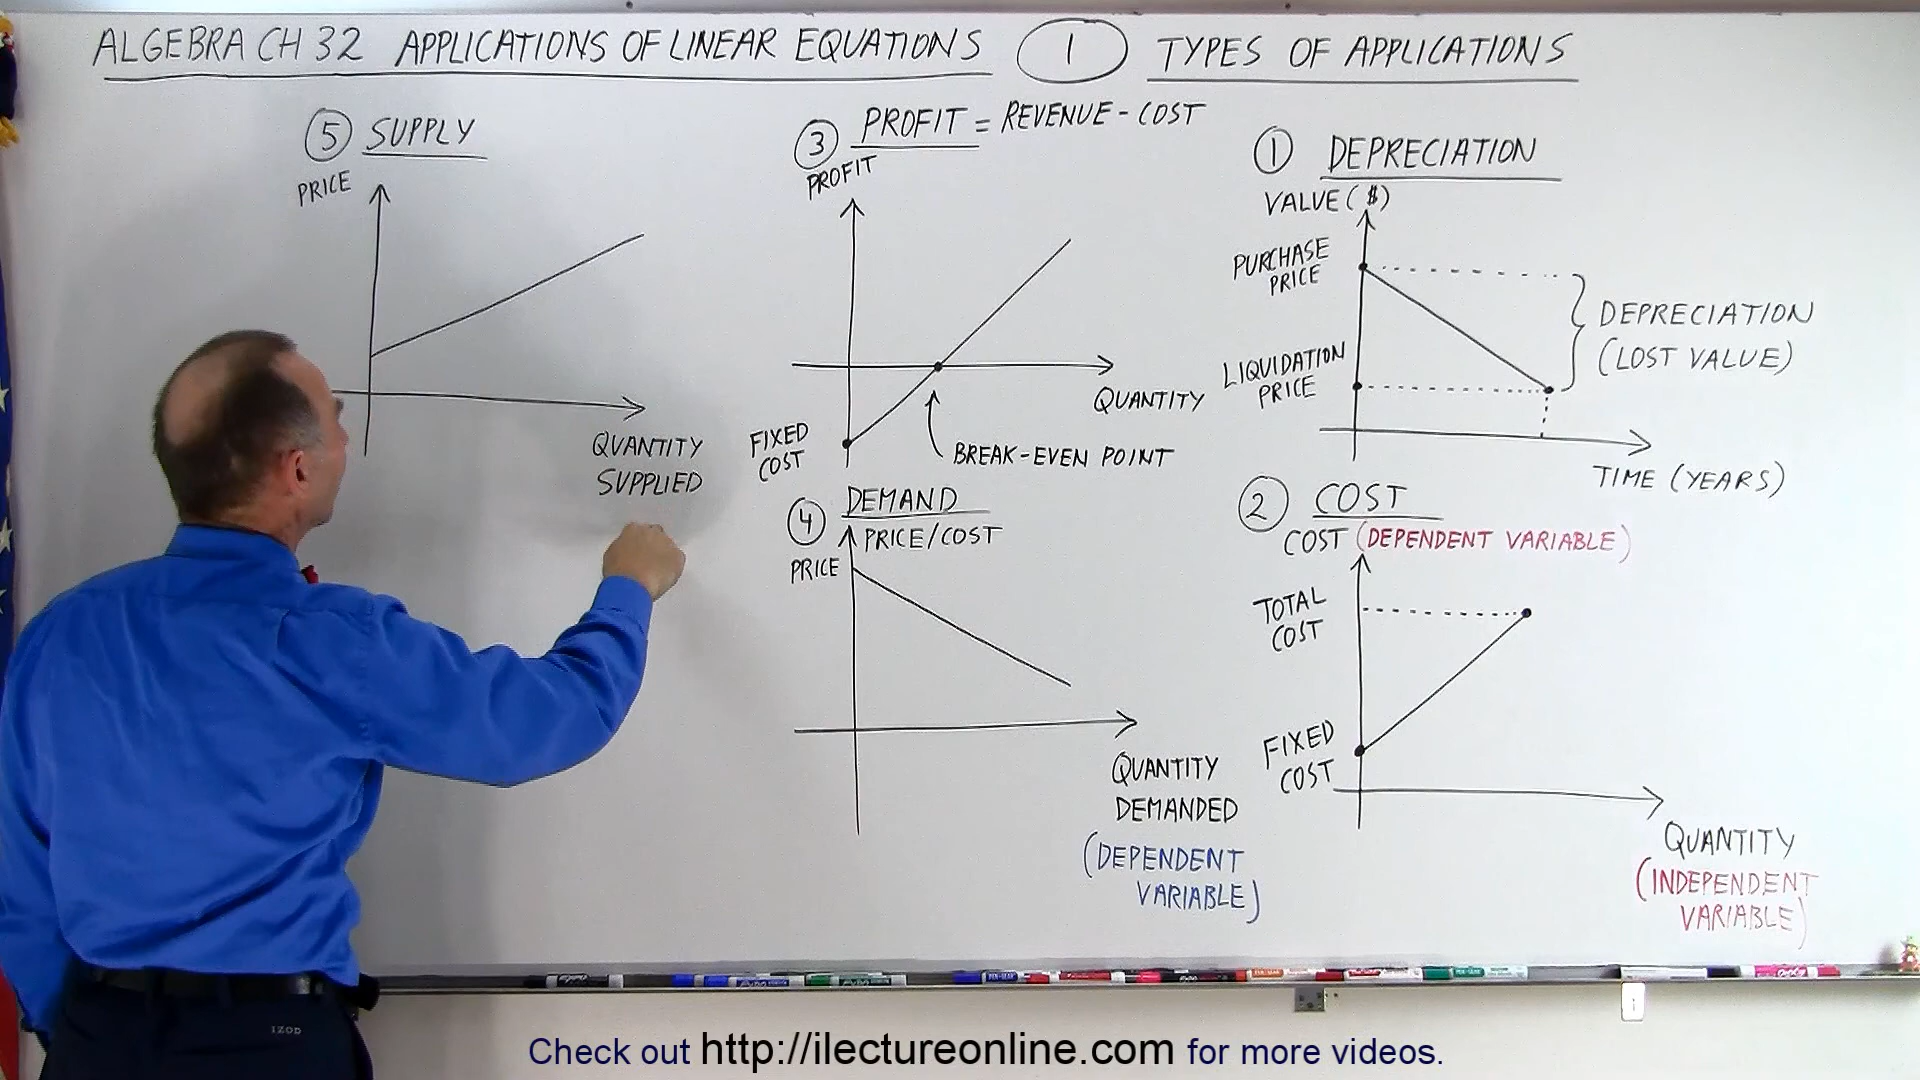 ALGEBRA CH 32 APPLICATIONS OF LINEAR EQUATIONS 1 TYPES OF APPLICATIONS
5 SUPPLY
PRICE
QUANTITY
SUPPLIED
3 PROFIT = REVENUE - COST
PROFIT
QUANTITY
FIXED
COST
BREAK-EVEN POINT
4 DEMAND
PRICE/COST
PRICE
QUANTITY
DEMANDED
(DEPENDENT
VARIABLE)
1 DEPRECIATION
VALUE ($)
PURCHASE
PRICE
LIQUIDATION
PRICE
DEPRECIATION
(LOST VALUE)
TIME (YEARS)
2 COST
COST (DEPENDENT VARIABLE)
TOTAL
COST
FIXED
COST
QUANTITY
(INDEPENDENT
VARIABLE)
IZOD
Check out http://ilectureonline.com for more videos.